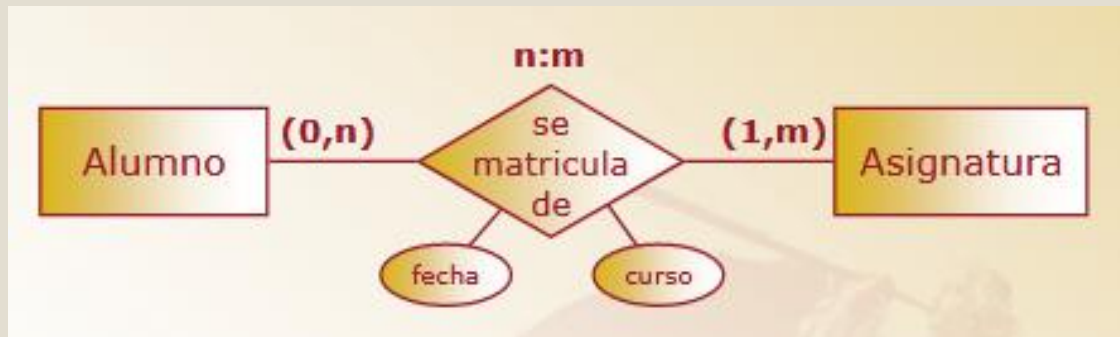 n:m
Alumno
(0,n)
se
matricula
de
(1,m)
Asignatura
fecha
curso